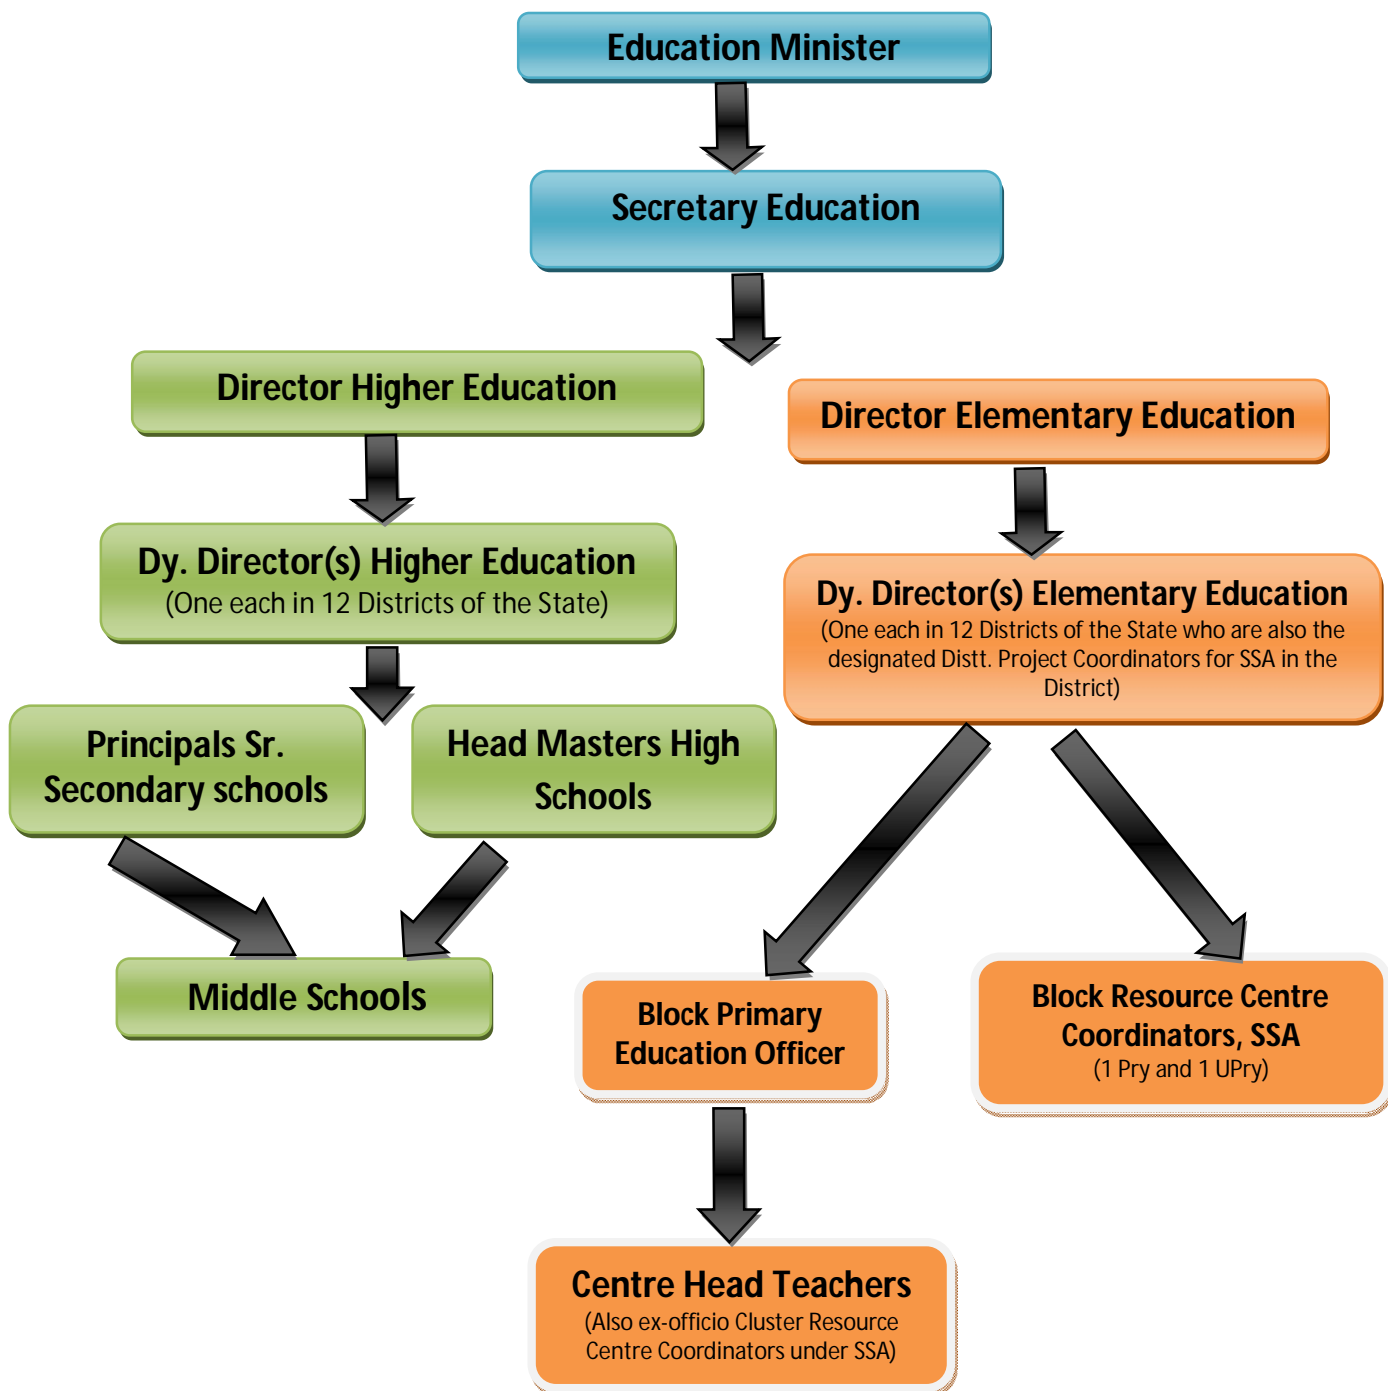 Education Minister
Secretary Education
Director Higher Education
Director Elementary Education
Dy. Director(s) Higher Education
(One each in 12 Districts of the State)
Dy. Director(s) Elementary Education
(One each in 12 Districts of the State who are also the
designated Distt. Project Coordinators for SSA in the
District)
Principals Sr.
Secondary schools
Head Masters High
Schools
Middle Schools
Block Primary
Education Officer
Block Resource Centre
Coordinators, SSA
(1 Pry and 1 UPry)
Centre Head Teachers
(Also ex-officio Cluster Resource
Centre Coordinators under SSA)